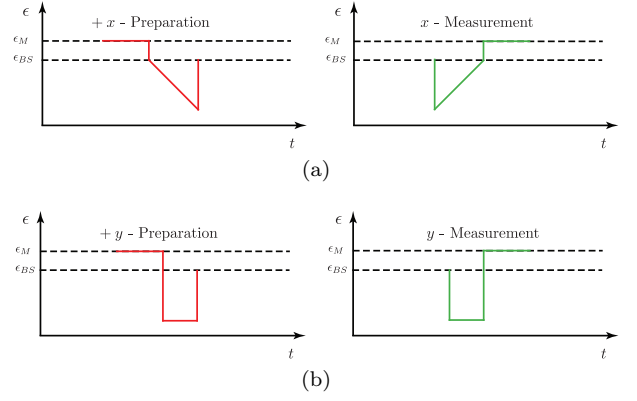 ϵ
+ x - Preparation
ϵ_M
ϵ_BS
t
ϵ
x - Measurement
ϵ_M
ϵ_BS
t
(a)
ϵ
+ y - Preparation
ϵ_M
ϵ_BS
t
ϵ
y - Measurement
ϵ_M
ϵ_BS
t
(b)